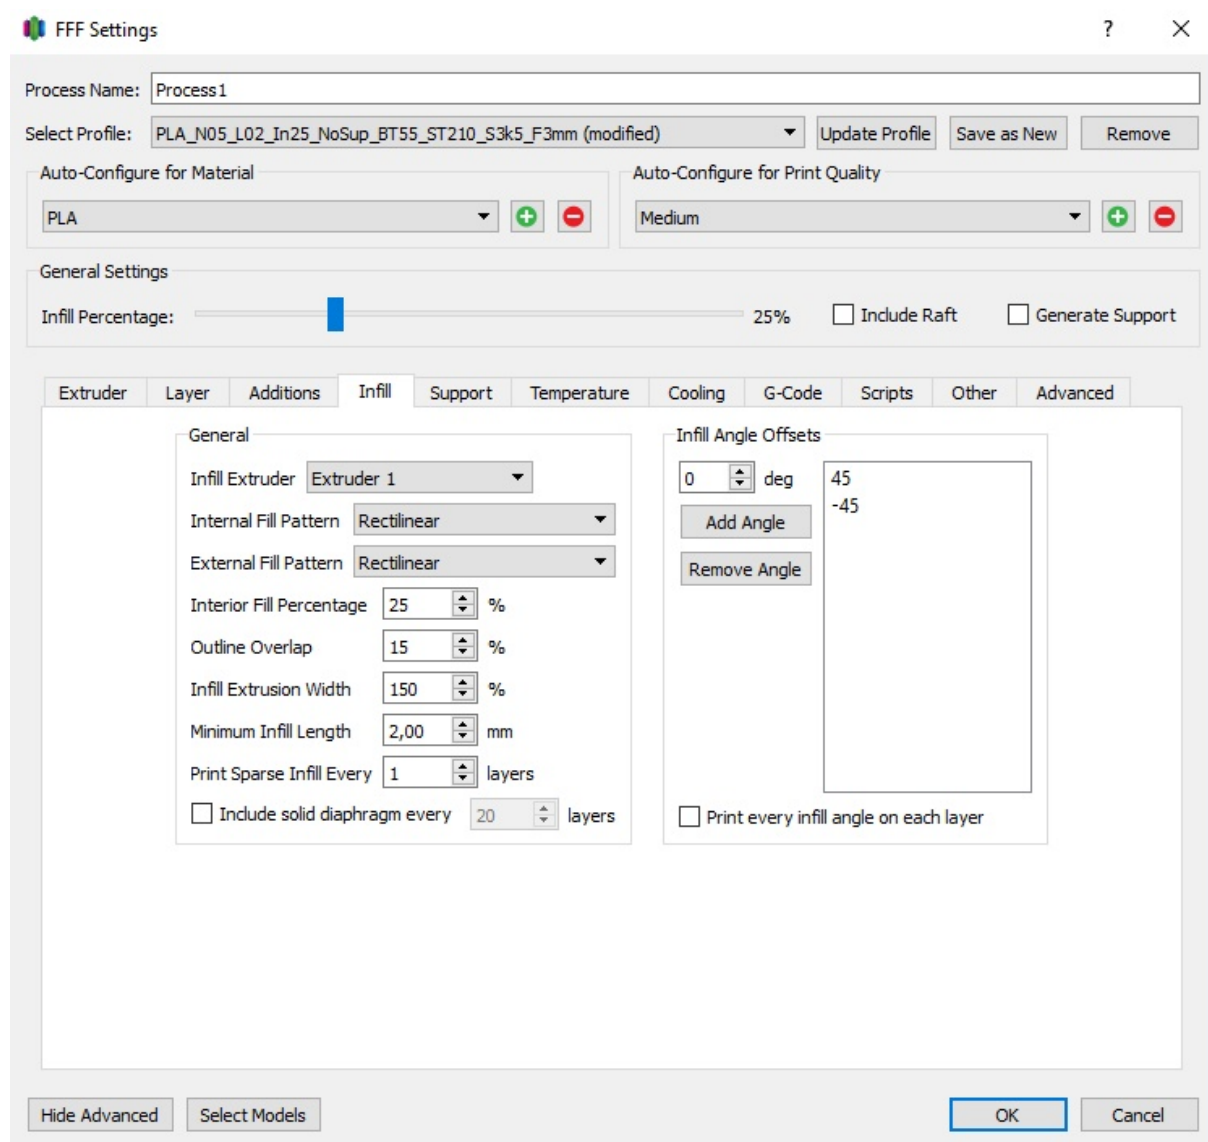 FFF Settings ? X
Process Name: Process1
Select Profile: PLA_N05_L02_In25_NoSup_BT55_ST210_S3k5_F3mm (modified) Update Profile Save as New Remove
Auto-Configure for Material
PLA
Auto-Configure for Print Quality
Medium
General Settings
Infill Percentage: 25% Include Raft Generate Support
Extruder Layer Additions Infill Support Temperature Cooling G-Code Scripts Other Advanced
General
Infill Extruder Extruder 1
Internal Fill Pattern Rectilinear
External Fill Pattern Rectilinear
Interior Fill Percentage 25 %
Outline Overlap 15 %
Infill Extrusion Width 150 %
Minimum Infill Length 2,00 mm
Print Sparse Infill Every 1 layers
Include solid diaphragm every 20 layers
Infill Angle Offsets
0 deg
Add Angle
Remove Angle
45
-45
Print every infill angle on each layer
Hide Advanced Select Models OK Cancel